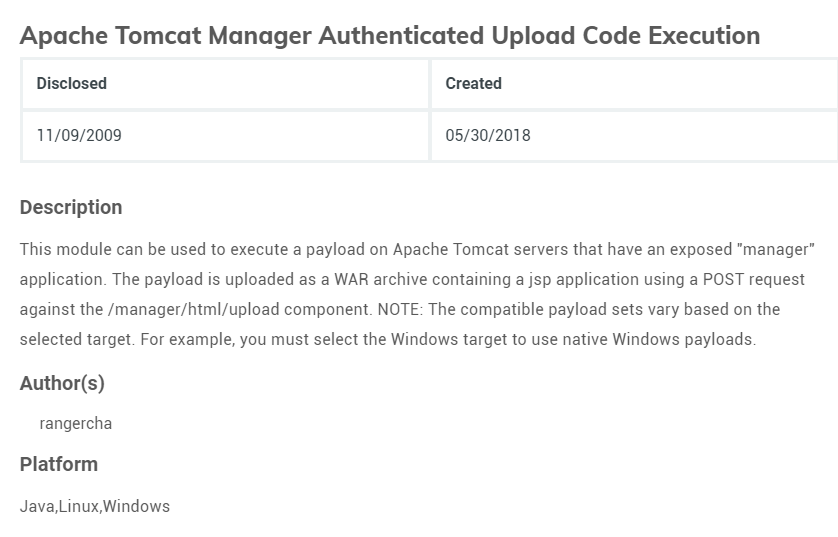 Apache Tomcat Manager Authenticated Upload Code Execution
Disclosed Created
11/09/2009 05/30/2018
Description
This module can be used to execute a payload on Apache Tomcat servers that have an exposed "manager"
application. The payload is uploaded as a WAR archive containing a jsp application using a POST request
against the /manager/html/upload component. NOTE: The compatible payload sets vary based on the
selected target. For example, you must select the Windows target to use native Windows payloads.
Author(s)
rangercha
Platform
Java,Linux,Windows